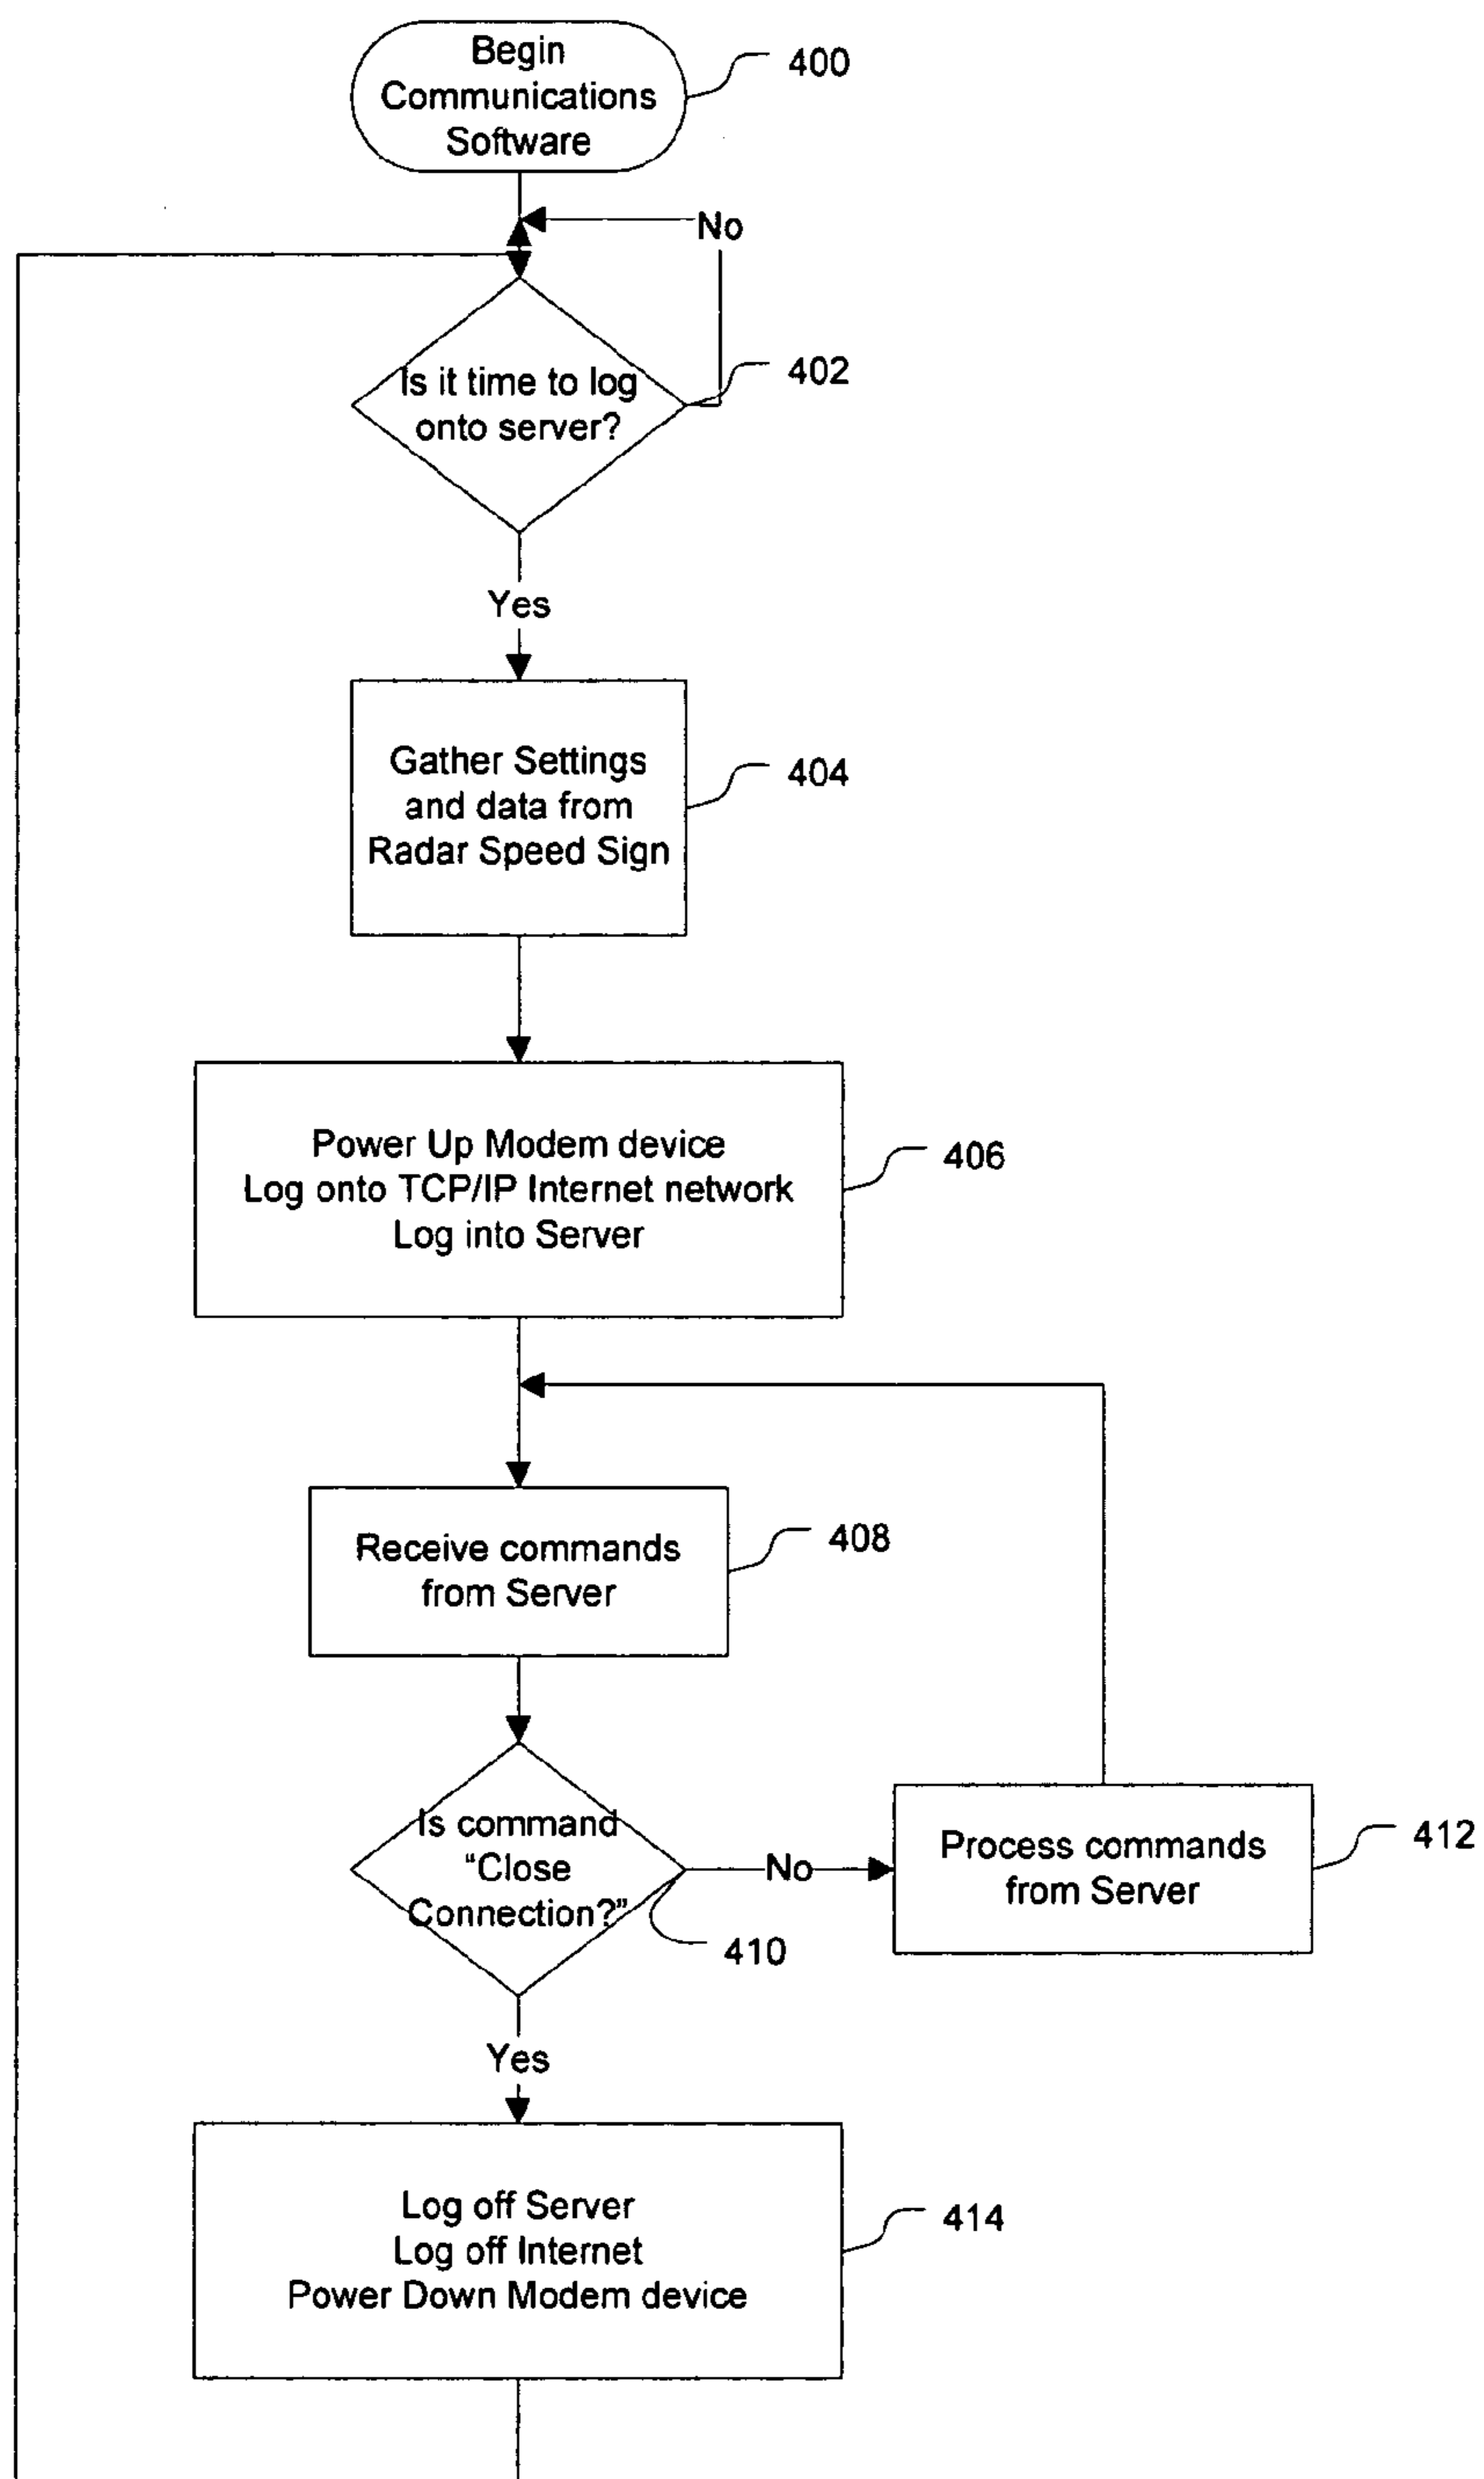 Begin
Communications
Software
400
No
Is it time to log
onto server?
402
Yes
Gather Settings
and data from
Radar Speed Sign
404
Power Up Modem device
Log onto TCP/IP Internet network
Log into Server
406
Receive commands
from Server
408
Is command
“Close
Connection?”
410
No
Process commands
from Server
412
Yes
Log off Server
Log off Internet
Power Down Modem device
414